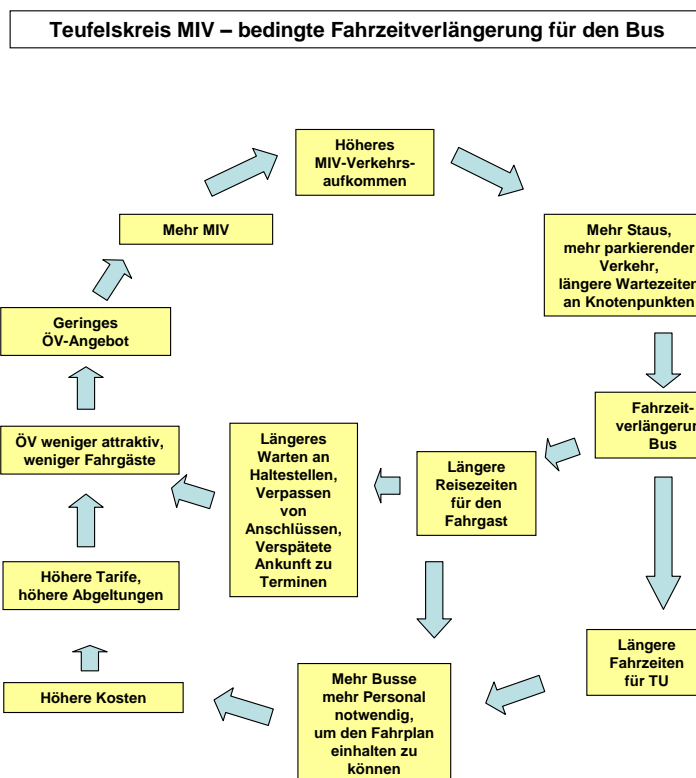 Teufelskreis MIV – bedingte Fahrzeitverlängerung für den Bus
Höheres
MIV-Verkehrs-
aufkommen
Mehr MIV
Mehr Staus,
mehr parkierender
Verkehr,
längere Wartezeiten
an Knotenpunkten
Geringes
ÖV-Angebot
Fahrzeit-
verlängerun
Bus
ÖV weniger attraktiv,
weniger Fahrgäste
Längeres
Warten an
Haltestellen,
Verpassen
von
Anschlüssen,
Verspätete
Ankunft zu
Terminen
Längere
Reisezeiten
für den
Fahrgast
Höhere Tarife,
höhere Abgeltungen
Längere
Fahrzeiten
für TU
Höhere Kosten
Mehr Busse
mehr Personal
notwendig,
um den Fahrplan
einhalten zu
können